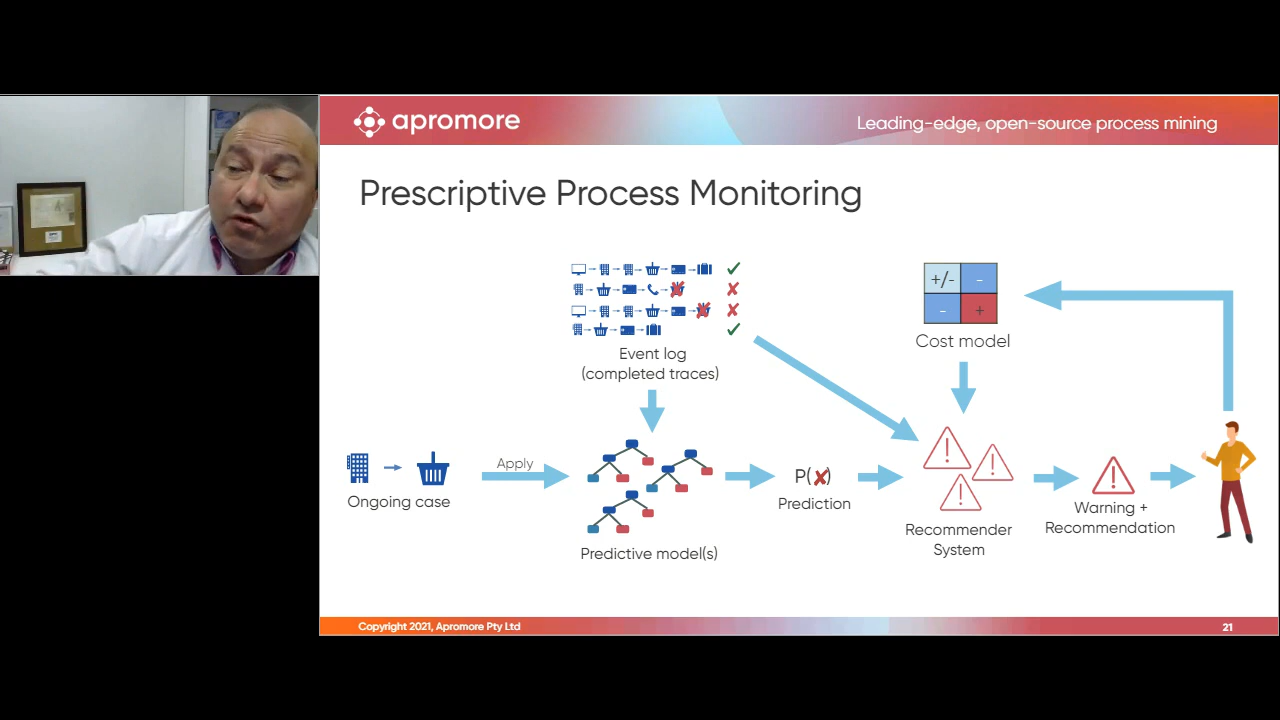 apromore
Leading-edge, open-source process mining
Prescriptive Process Monitoring
Event log
(completed traces)
+/-
-
-
+
Cost model
Ongoing case
Apply
Predictive model(s)
P(✘)
Prediction
Recommender
System
Warning +
Recommendation
Copyright 2021, Apromore Pty Ltd
21